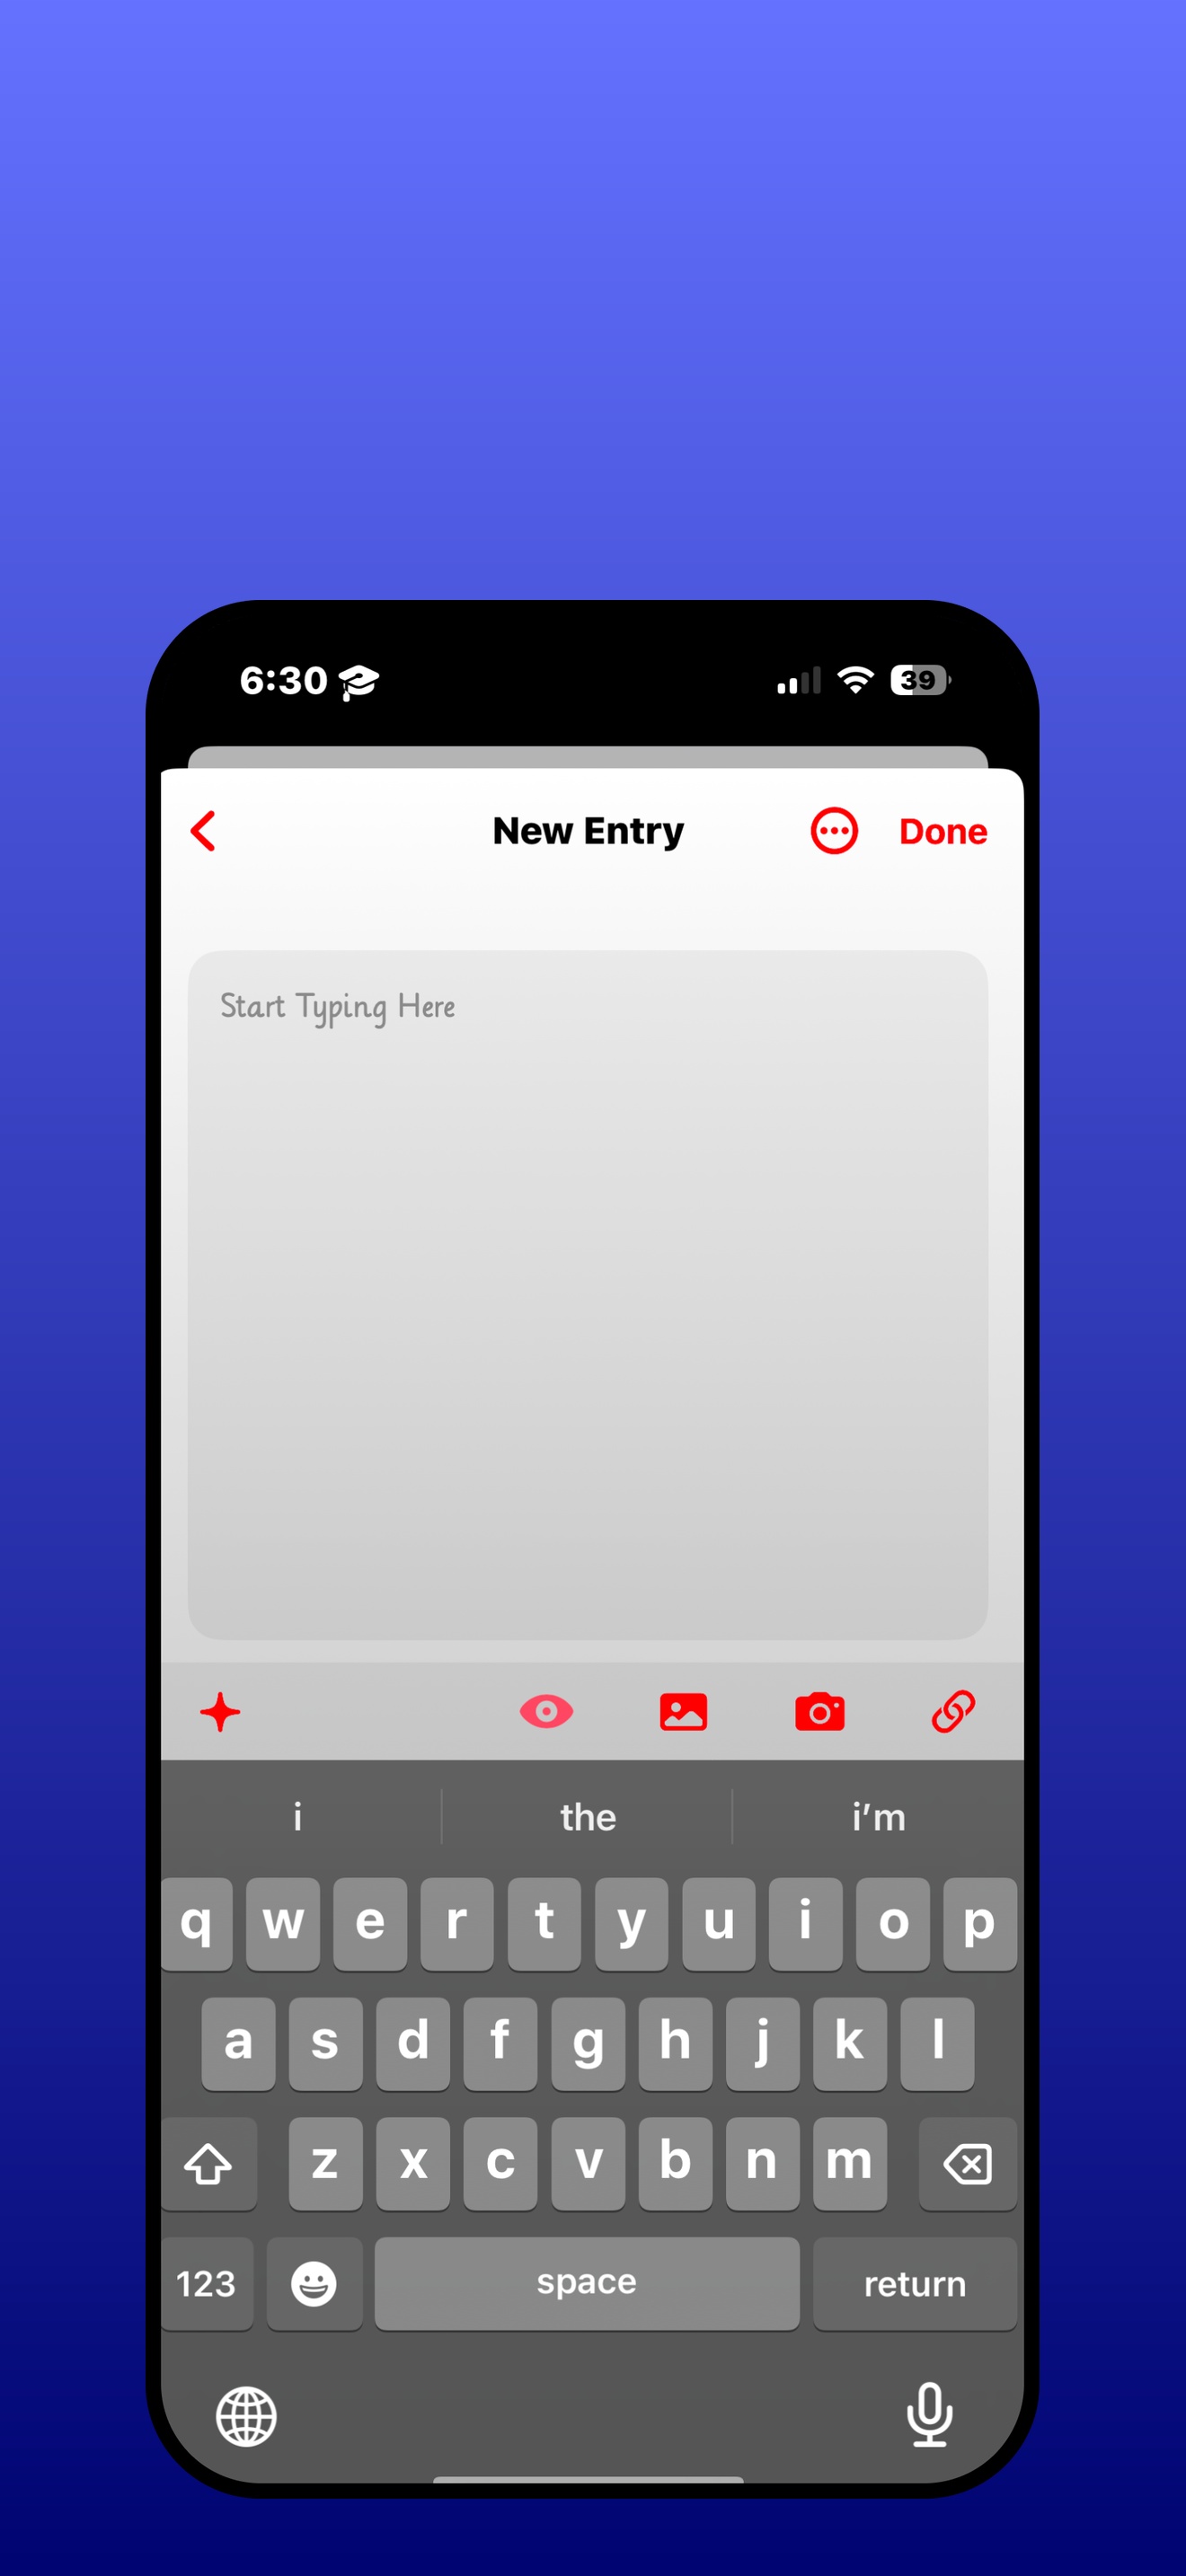 6:30 39
New Entry Done
Start Typing Here
i the i’m
q w e r t y u i o p
a s d f g h j k l
z x c v b n m
123 space return